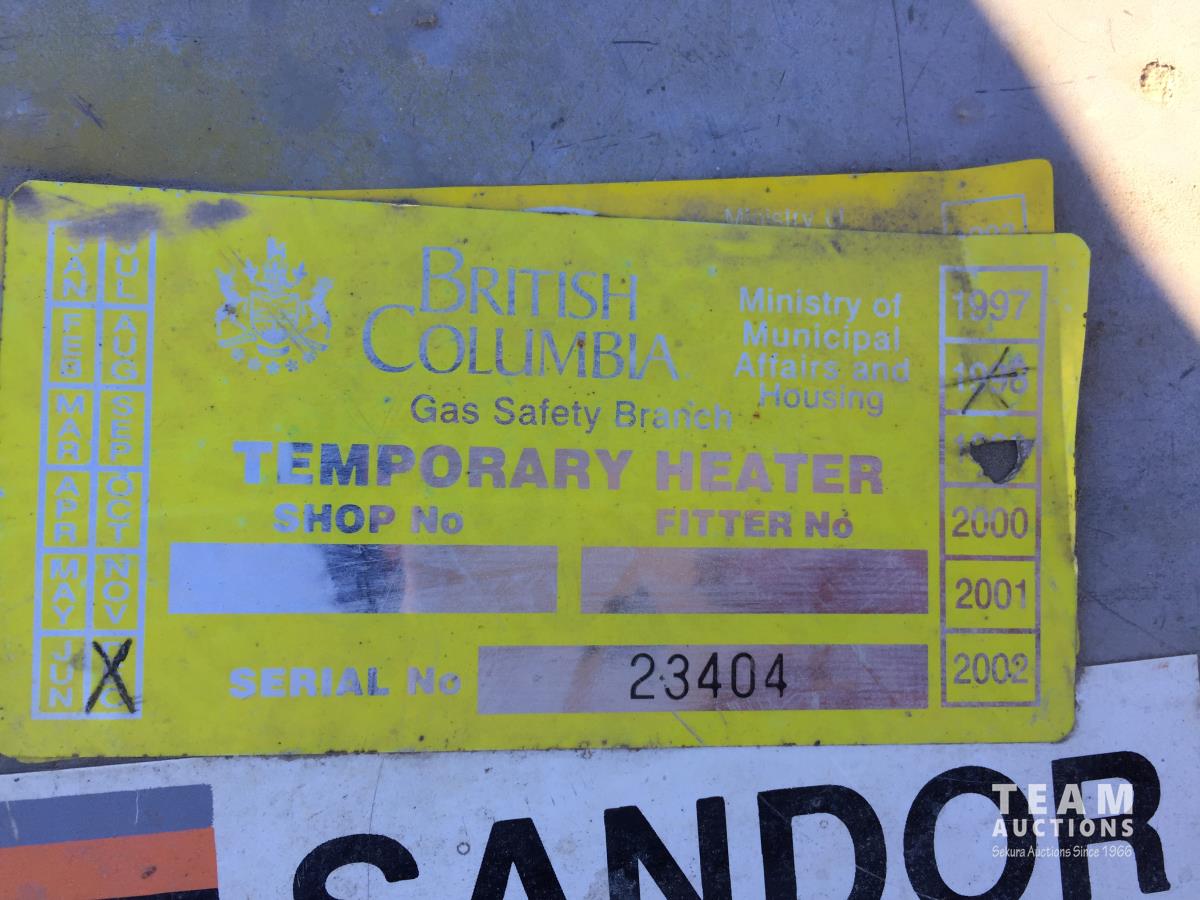 Ministry
JAN JUL
FEB AUG
MAR SEP
APR OCT
MAY NOV
JUN
BRITISH
COLUMBIA
Gas Safety Branch
Ministry of
Municipal
Affairs and
Housing
TEMPORARY HEATER
SHOP No FITTER No
SERIAL No 23404
1997
1998
2000
2001
2002
SANDOR
TEAM
AUCTIONS
Sekura Auctions Since 1966